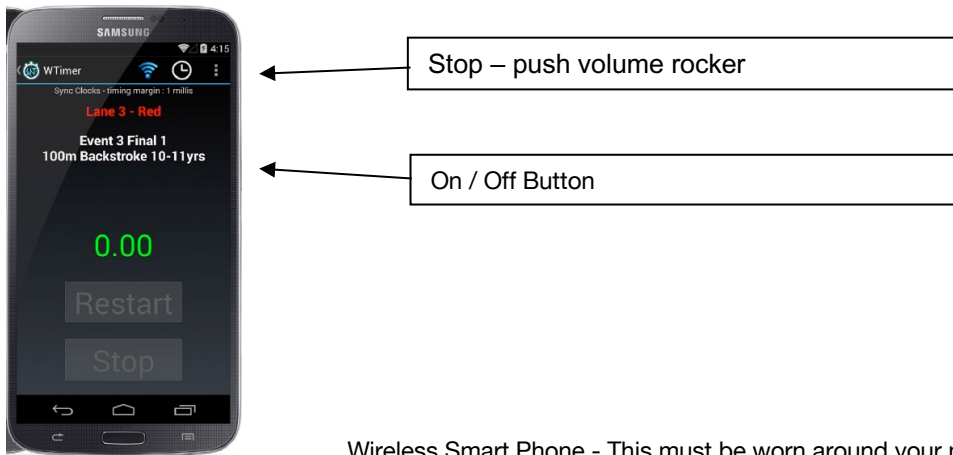 SAMSUNG
4:15
WTimer
Sync Clocks - timing margin : 1 millis
Lane 3 - Red
Event 3 Final 1
100m Backstroke 10-11yrs
0.00
Restart
Stop
Stop – push volume rocker
On / Off Button
Wireless Smart Phone - This must be worn around your